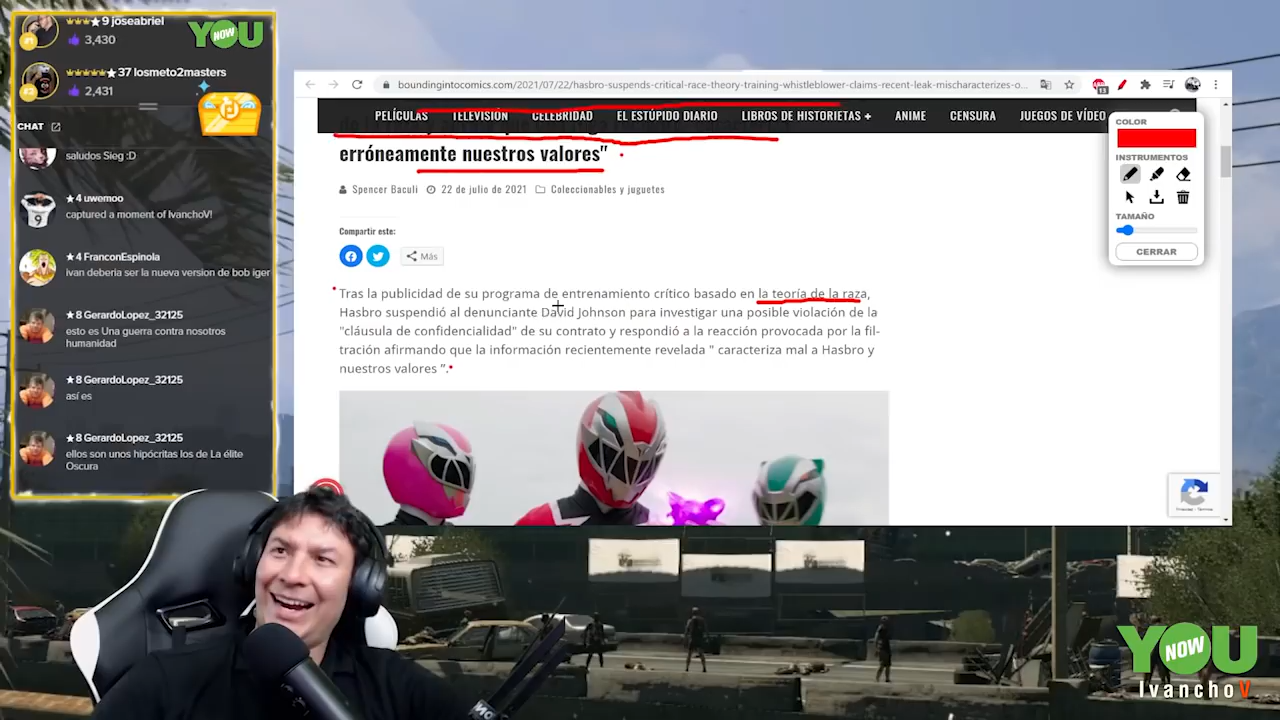 9 joseabriel
3,430
YOU
NOW
37 losmeto2masters
2,431
CHAT
saludos Sieg :D
4 uwemoo
captured a moment of IvanchoV!
4 FranconEspinola
ivan deberia ser la nueva version de bob iger
8 GerardoLopez_32125
esto es Una guerra contra nosotros
humanidad
8 GerardoLopez_32125
así es
8 GerardoLopez_32125
ellos son unos hipócritas los de La élite
Oscura
boundingintocomics.com/2021/07/22/hasbro-suspends-critical-race-theory-training-whistleblower-claims-recent-leak-mischaracterizes-o...
PELÍCULAS TELEVISIÓN CELEBRIDAD EL ESTÚPIDO DIARIO LIBROS DE HISTORIETAS + ANIME CENSURA JUEGOS DE VÍDEO
erróneamente nuestros valores"
Spencer Baculi 22 de julio de 2021 Coleccionables y juguetes
Compartir este:
Más
Tras la publicidad de su programa de entrenamiento crítico basado en la teoría de la raza,
Hasbro suspendió al denunciante David Johnson para investigar una posible violación de la
"cláusula de confidencialidad" de su contrato y respondió a la reacción provocada por la fil-
tración afirmando que la información recientemente revelada " caracteriza mal a Hasbro y
nuestros valores ".
COLOR
INSTRUMENTOS
TAMAÑO
CERRAR
YOU
NOW
IvanchoV